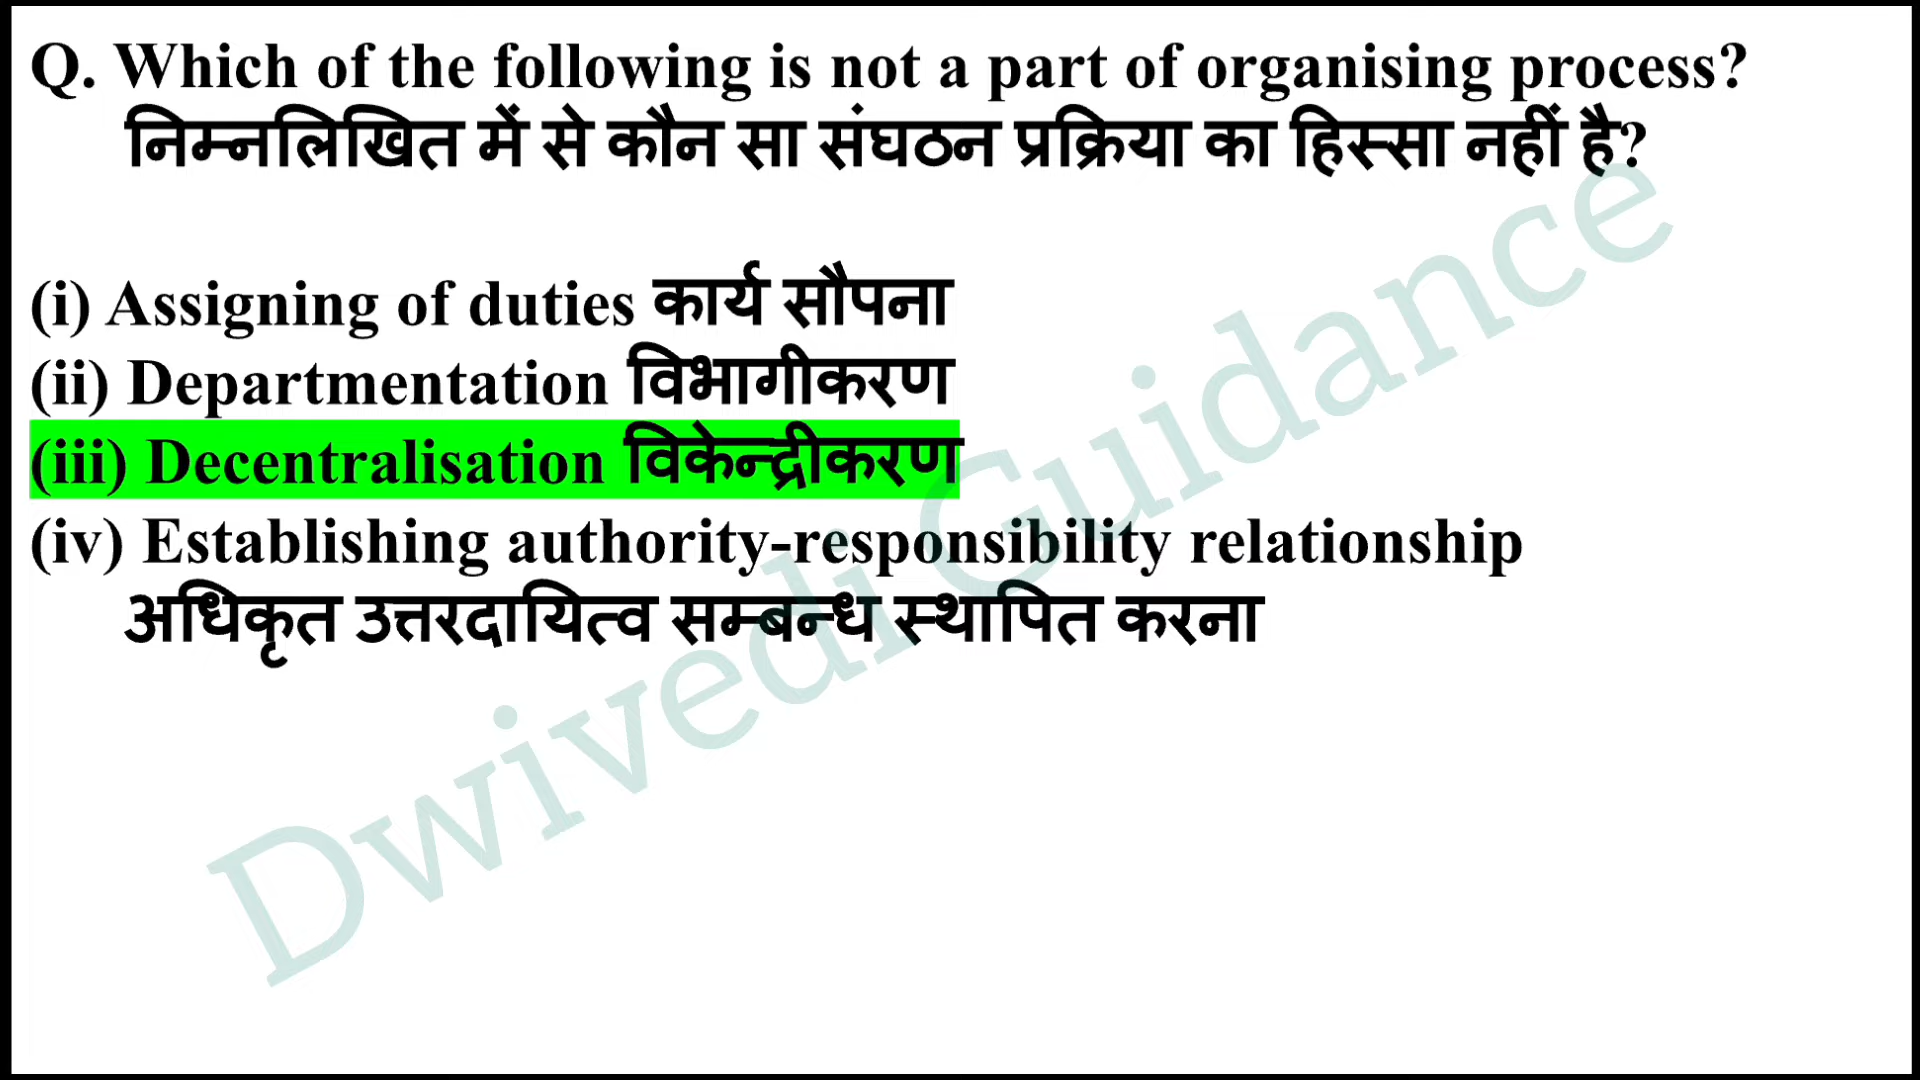 Q. Which of the following is not a part of organising process?
निम्नलिखित में से कौन सा संघठन प्रक्रिया का हिस्सा नहीं है?
(i) Assigning of duties कार्य सौपना
(ii) Departmentation विभागीकरण
(iii) Decentralisation विकेन्द्रीकरण
(iv) Establishing authority-responsibility relationship
अधिकृत उत्तरदायित्व सम्बन्ध स्थापित करना
Dwivedi Guidance